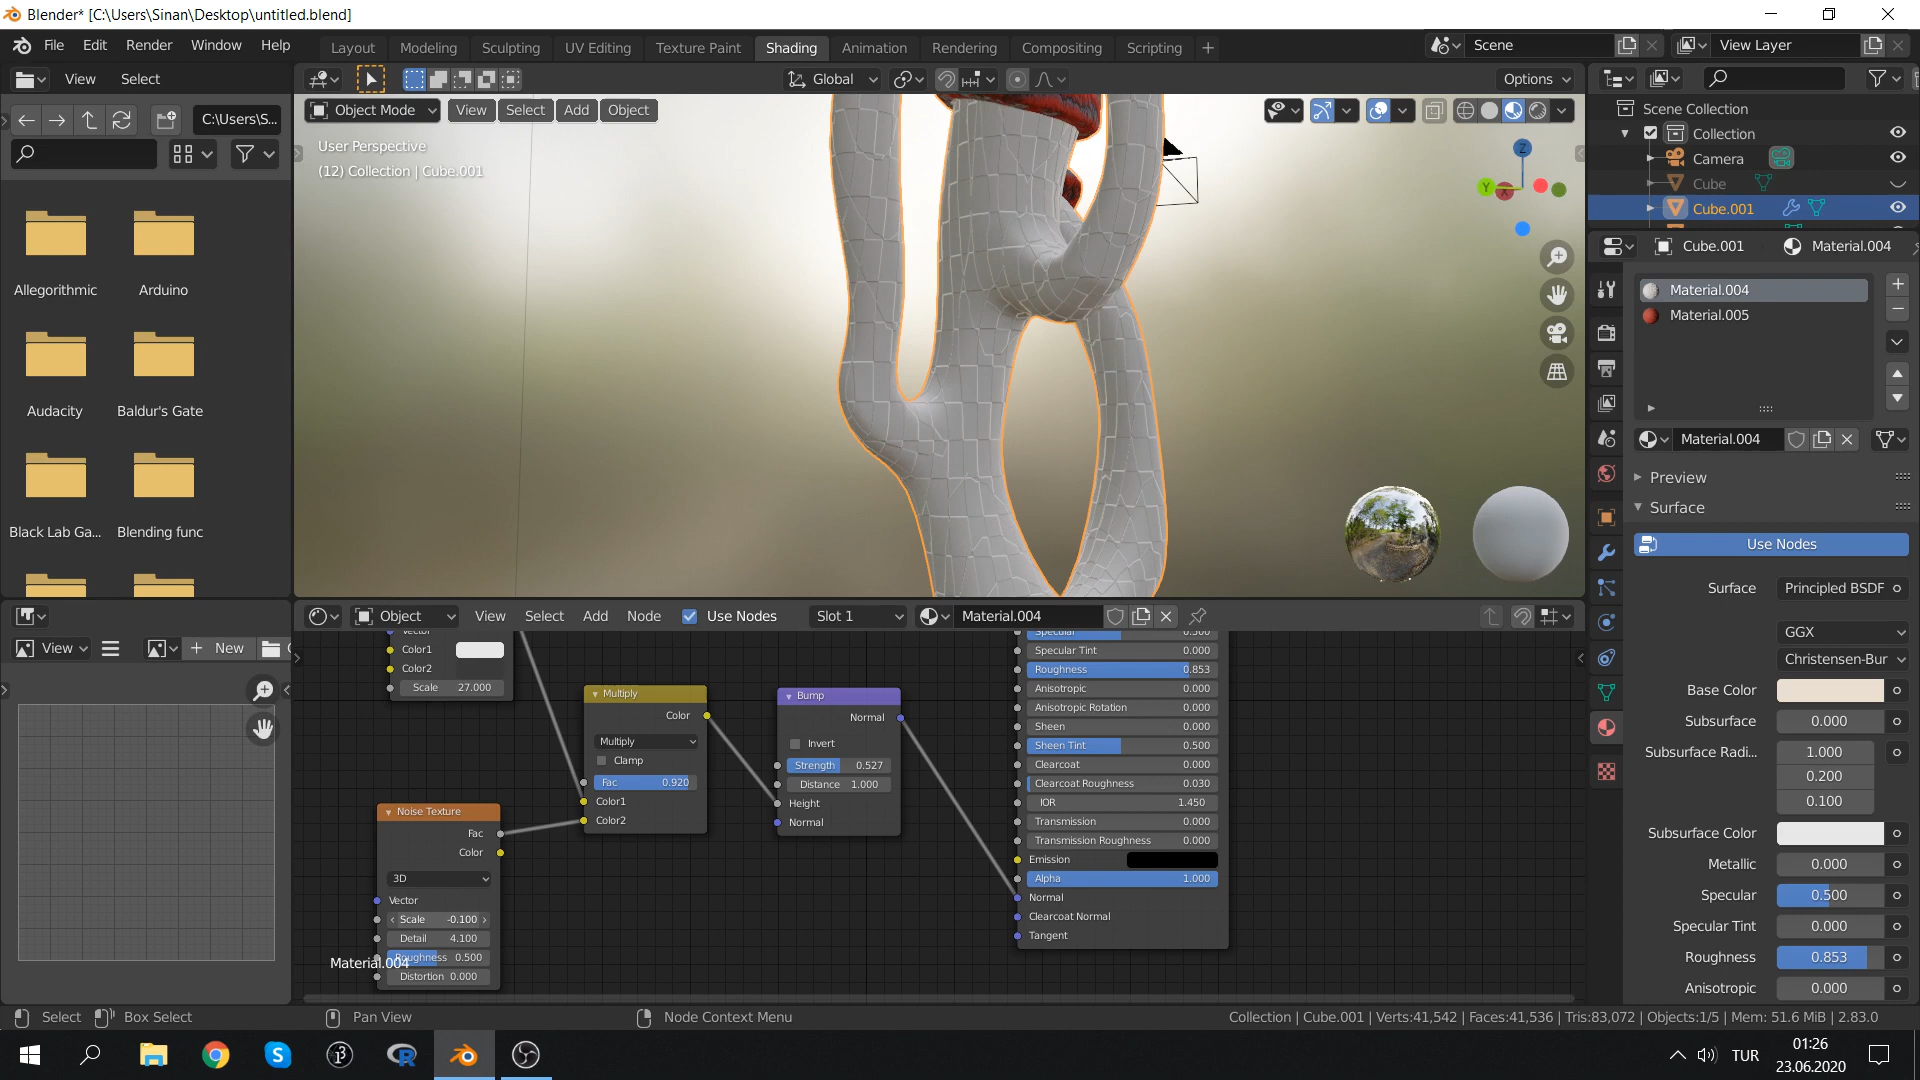 Blender* [C:\Users\Sinan\Desktop\untitled.blend]
File Edit Render Window Help
Layout Modeling Sculpting UV Editing Texture Paint Shading Animation Rendering Compositing Scripting +
Scene
View Layer
View Select
Global
Options
C:\Users\S...
Object Mode View Select Add Object
User Perspective
(12) Collection | Cube.001
Z
Y
X
Allegorithmic Arduino
Audacity Baldur's Gate
Black Lab Ga... Blending func
Scene Collection
Collection
Camera
Cube
Cube.001
Cube.001 Material.004
Material.004
Material.005
Material.004
Preview
Surface
Use Nodes
Surface Principled BSDF
GGX
Christensen-Bur
Base Color
Subsurface 0.000
Subsurface Radi... 1.000
0.200
0.100
Subsurface Color
Metallic 0.000
Specular 0.500
Specular Tint 0.000
Roughness 0.853
Anisotropic 0.000
View New
Object View Select Add Node Use Nodes Slot 1 Material.004
Vector
Color1
Color2
Scale 27.000
Multiply
Color
Multiply
Clamp
Fac 0.920
Color1
Color2
Bump
Normal
Invert
Strength 0.527
Distance 1.000
Height
Normal
Noise Texture
Fac
Color
3D
Vector
Scale -0.100
Detail 4.100
Roughness 0.500
Distortion 0.000
Material.004
Specular 0.500
Specular Tint 0.000
Roughness 0.853
Anisotropic 0.000
Anisotropic Rotation 0.000
Sheen 0.000
Sheen Tint 0.500
Clearcoat 0.000
Clearcoat Roughness 0.030
IOR 1.450
Transmission 0.000
Transmission Roughness 0.000
Emission
Alpha 1.000
Normal
Clearcoat Normal
Tangent
Select Box Select Pan View Node Context Menu
Collection | Cube.001 | Verts:41,542 | Faces:41,536 | Tris:83,072 | Objects:1/5 | Mem: 51.6 MiB | 2.83.0
TUR
01:26
23.06.2020